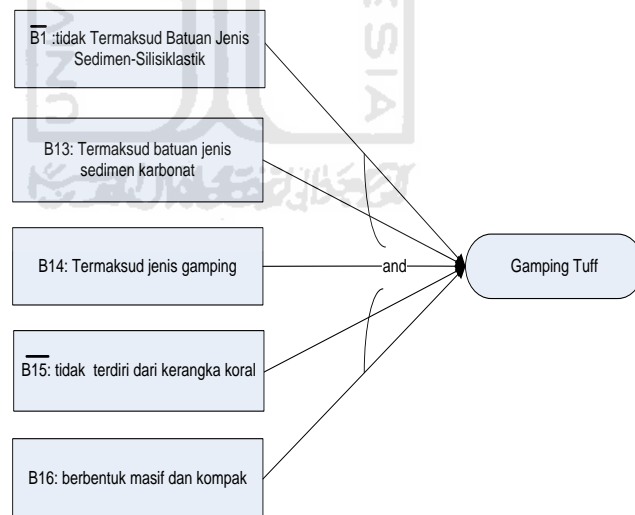 B1 :tidak Termaksud Batuan Jenis
Sedimen-Silisiklastik
B13: Termaksud batuan jenis
sedimen karbonat
B14: Termaksud jenis gamping
and
Gamping Tuff
B15: tidak terdiri dari kerangka koral
B16: berbentuk masif dan kompak